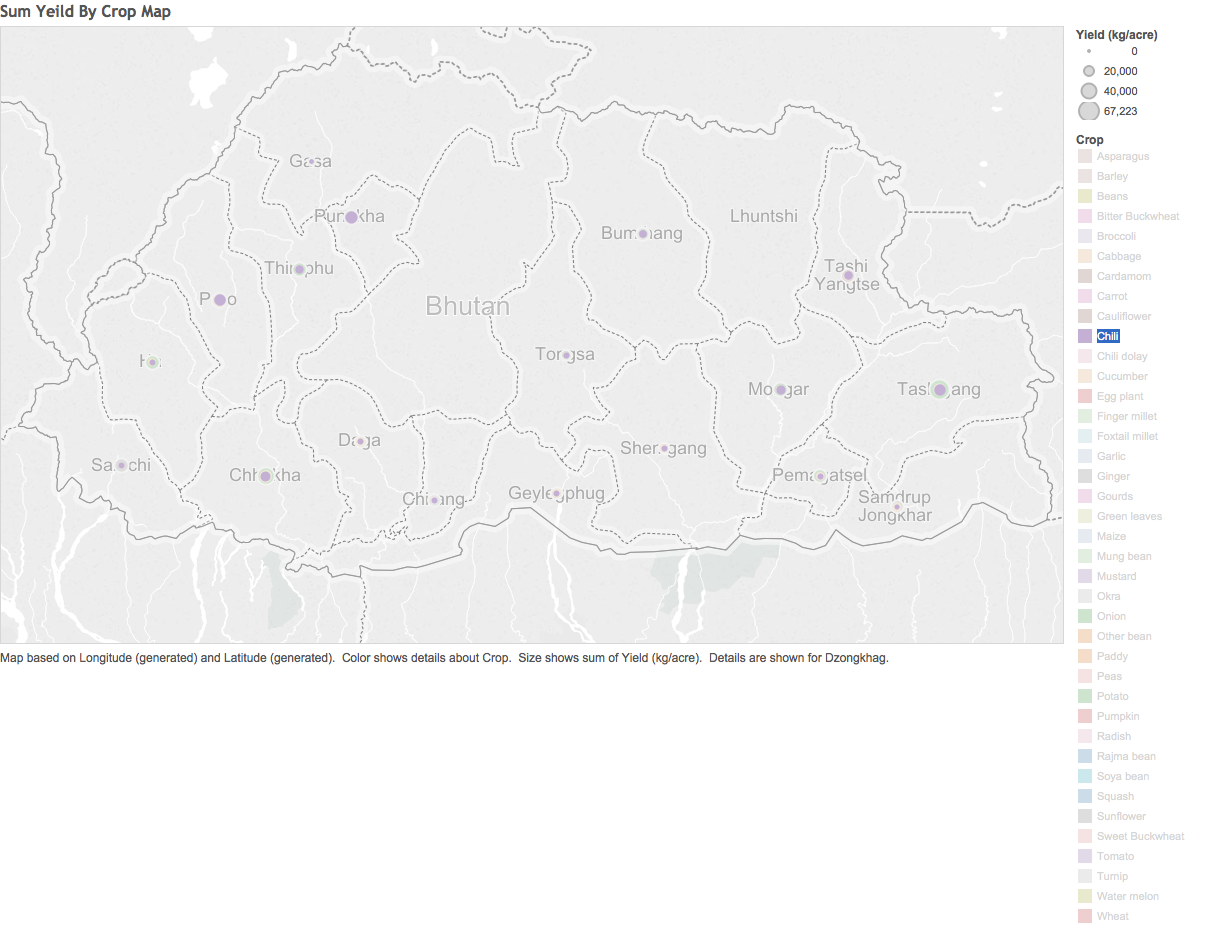 Sum Yeild By Crop Map
Gasa
Punakha
Lhuntshi
Bumthang
Thimphu
Tashi
Yangtse
Paro
Bhutan
Tongsa
Ha
Mongar
Tashigang
Daga
Shemgang
Samchi
Chhukha
Pemagatsel
Chirang
Geylegphug
Samdrup
Jongkhar
Map based on Longitude (generated) and Latitude (generated).  Color shows details about Crop.  Size shows sum of Yield (kg/acre).  Details are shown for Dzongkhag.
Yield (kg/acre)
0
20,000
40,000
67,223
Crop
Asparagus
Barley
Beans
Bitter Buckwheat
Broccoli
Cabbage
Cardamom
Carrot
Cauliflower
Chili
Chili dolay
Cucumber
Egg plant
Finger millet
Foxtail millet
Garlic
Ginger
Gourds
Green leaves
Maize
Mung bean
Mustard
Okra
Onion
Other bean
Paddy
Peas
Potato
Pumpkin
Radish
Rajma bean
Soya bean
Squash
Sunflower
Sweet Buckwheat
Tomato
Turnip
Water melon
Wheat